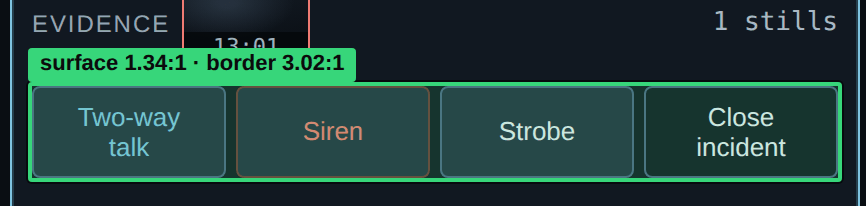 EVIDENCE
13:01
1 stills
surface 1.34:1 · border 3.02:1
Two-way
talk
Siren
Strobe
Close
incident